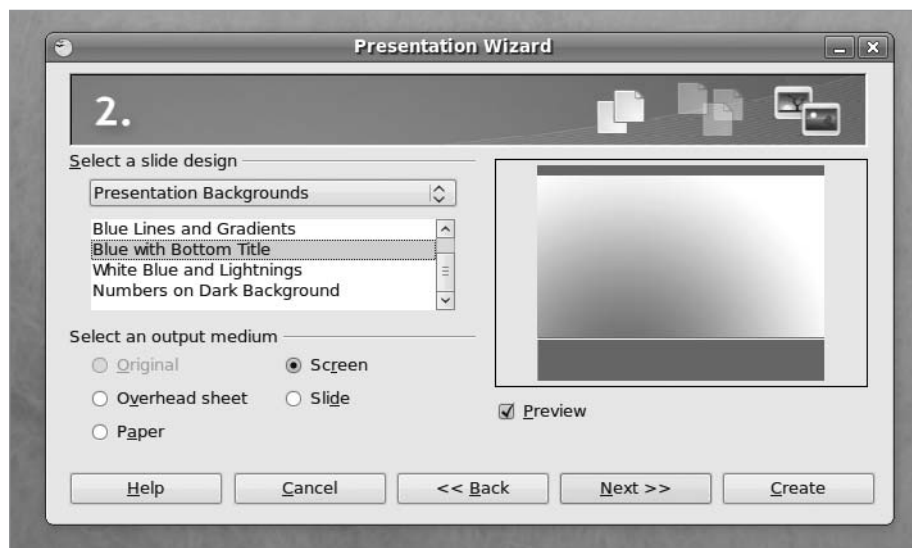 Presentation Wizard
2.
Select a slide design
Presentation Backgrounds
Blue Lines and Gradients
Blue with Bottom Title
White Blue and Lightnings
Numbers on Dark Background
Select an output medium
Original
Screen
Overhead sheet
Slide
Paper
Preview
Help
Cancel
<< Back
Next >>
Create